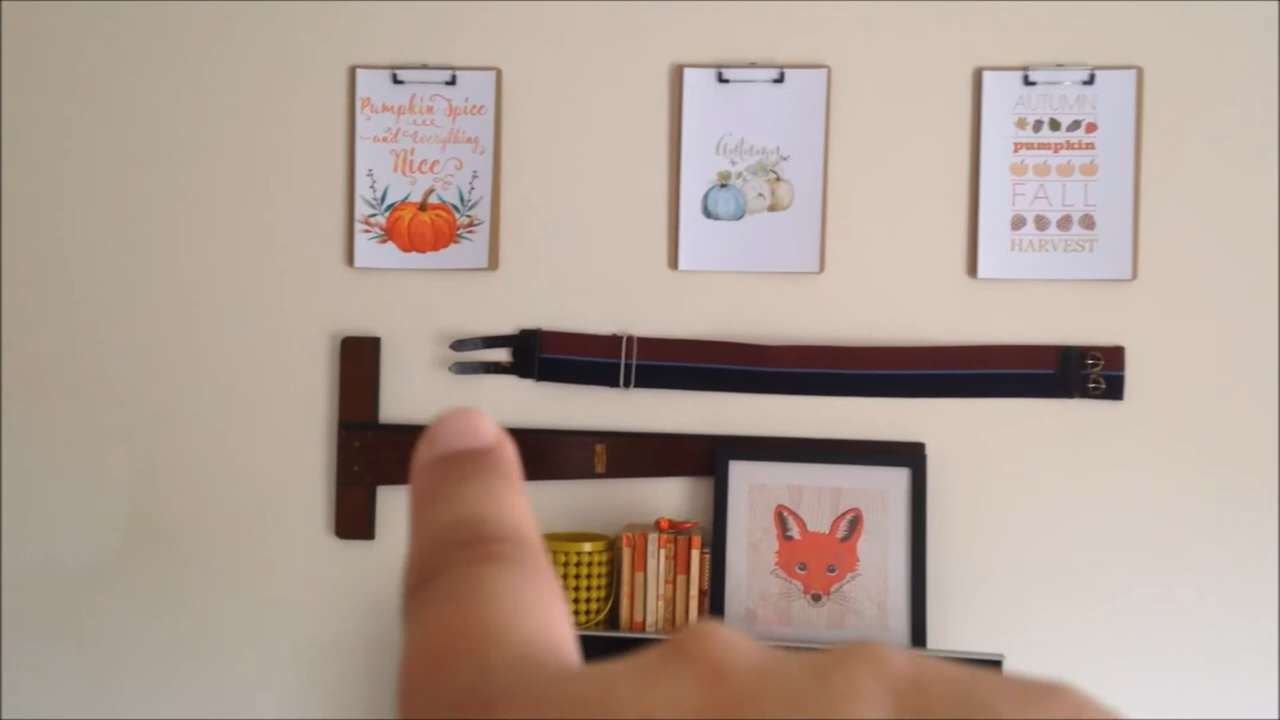 Pumpkin Spice
and everything
Nice
Autumn
AUTUMN
pumpkin
FALL
HARVEST